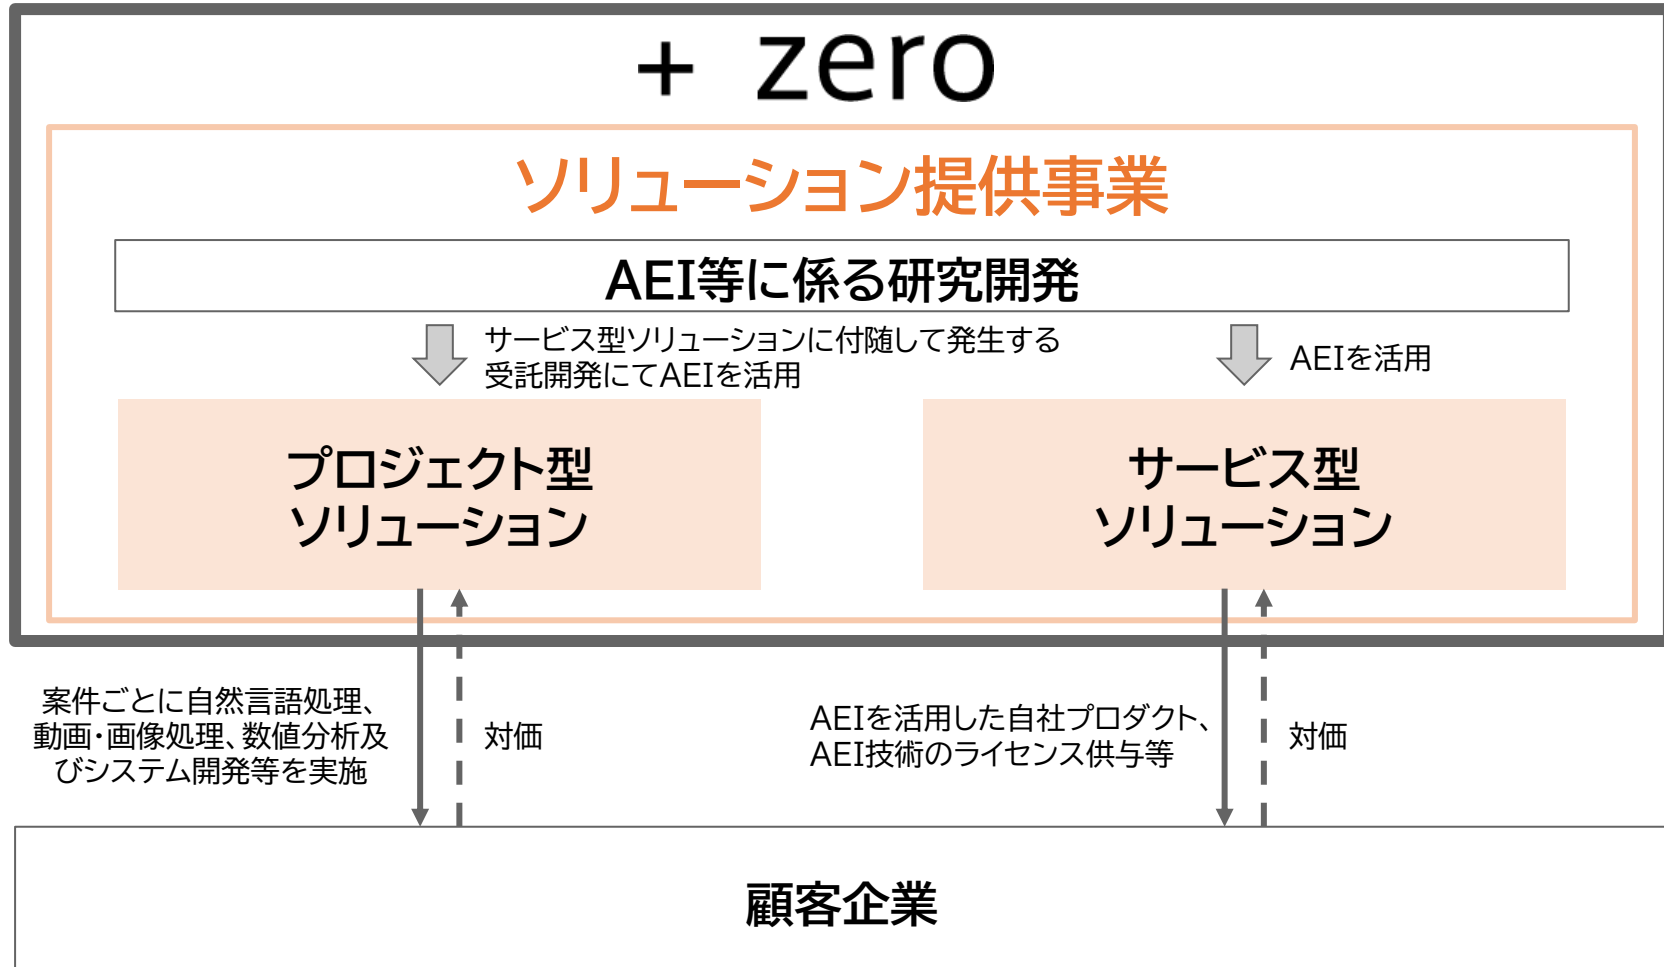 + zero
ソリューション提供事業
AEI等に係る研究開発
サービス型ソリューションに付随して発生する
受託開発にてAEIを活用
AEIを活用
プロジェクト型
ソリューション
サービス型
ソリューション
案件ごとに自然言語処理、
動画・画像処理、数値分析及
びシステム開発等を実施
対価
AEIを活用した自社プロダクト、
AEI技術のライセンス供与等
対価
顧客企業